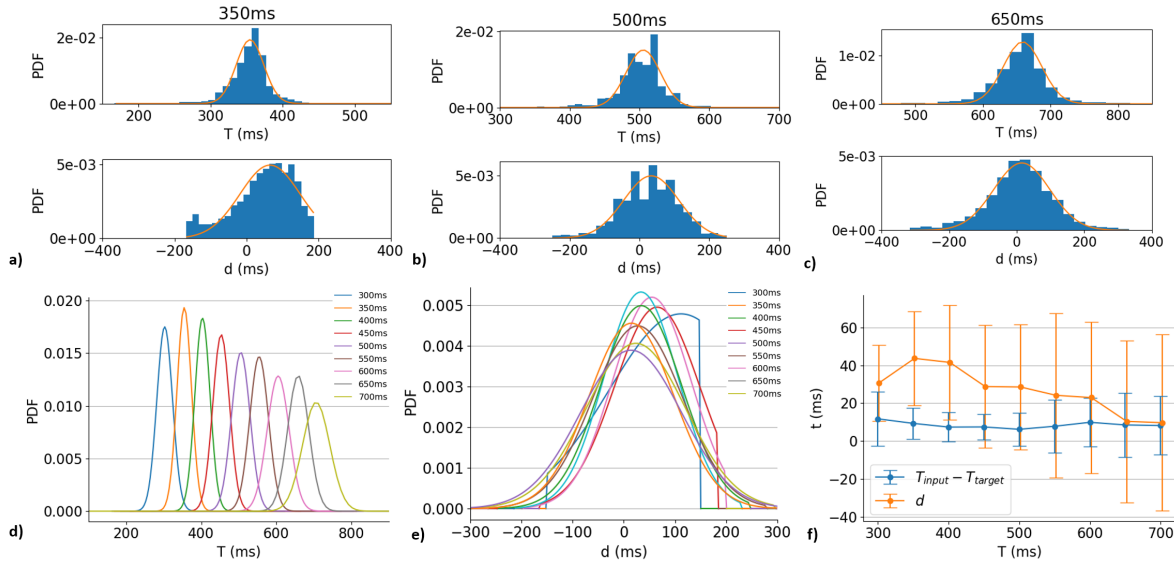 350ms
500ms
650ms
PDF
2e-02
0e+00
200 300 400 500
T (ms)
PDF
2e-02
0e+00
300 400 500 600 700
T (ms)
PDF
1e-02
0e+00
500 600 700 800
T (ms)
PDF
5e-03
0e+00
−400 −200 0 200 400
d (ms)
a)
PDF
5e-03
0e+00
−400 −200 0 200 400
d (ms)
b)
PDF
5e-03
0e+00
−400 −200 0 200 400
d (ms)
c)
PDF
0.020
0.015
0.010
0.005
0.000
300ms
350ms
400ms
450ms
500ms
550ms
600ms
650ms
700ms
200 400 600 800
T (ms)
d)
PDF
0.005
0.004
0.003
0.002
0.001
0.000
300ms
350ms
400ms
450ms
500ms
550ms
600ms
650ms
700ms
−300 −200 −100 0 100 200 300
d (ms)
e)
t (ms)
60
40
20
0
−20
−40
T_input − T_target
d
300 400 500 600 700
T (ms)
f)